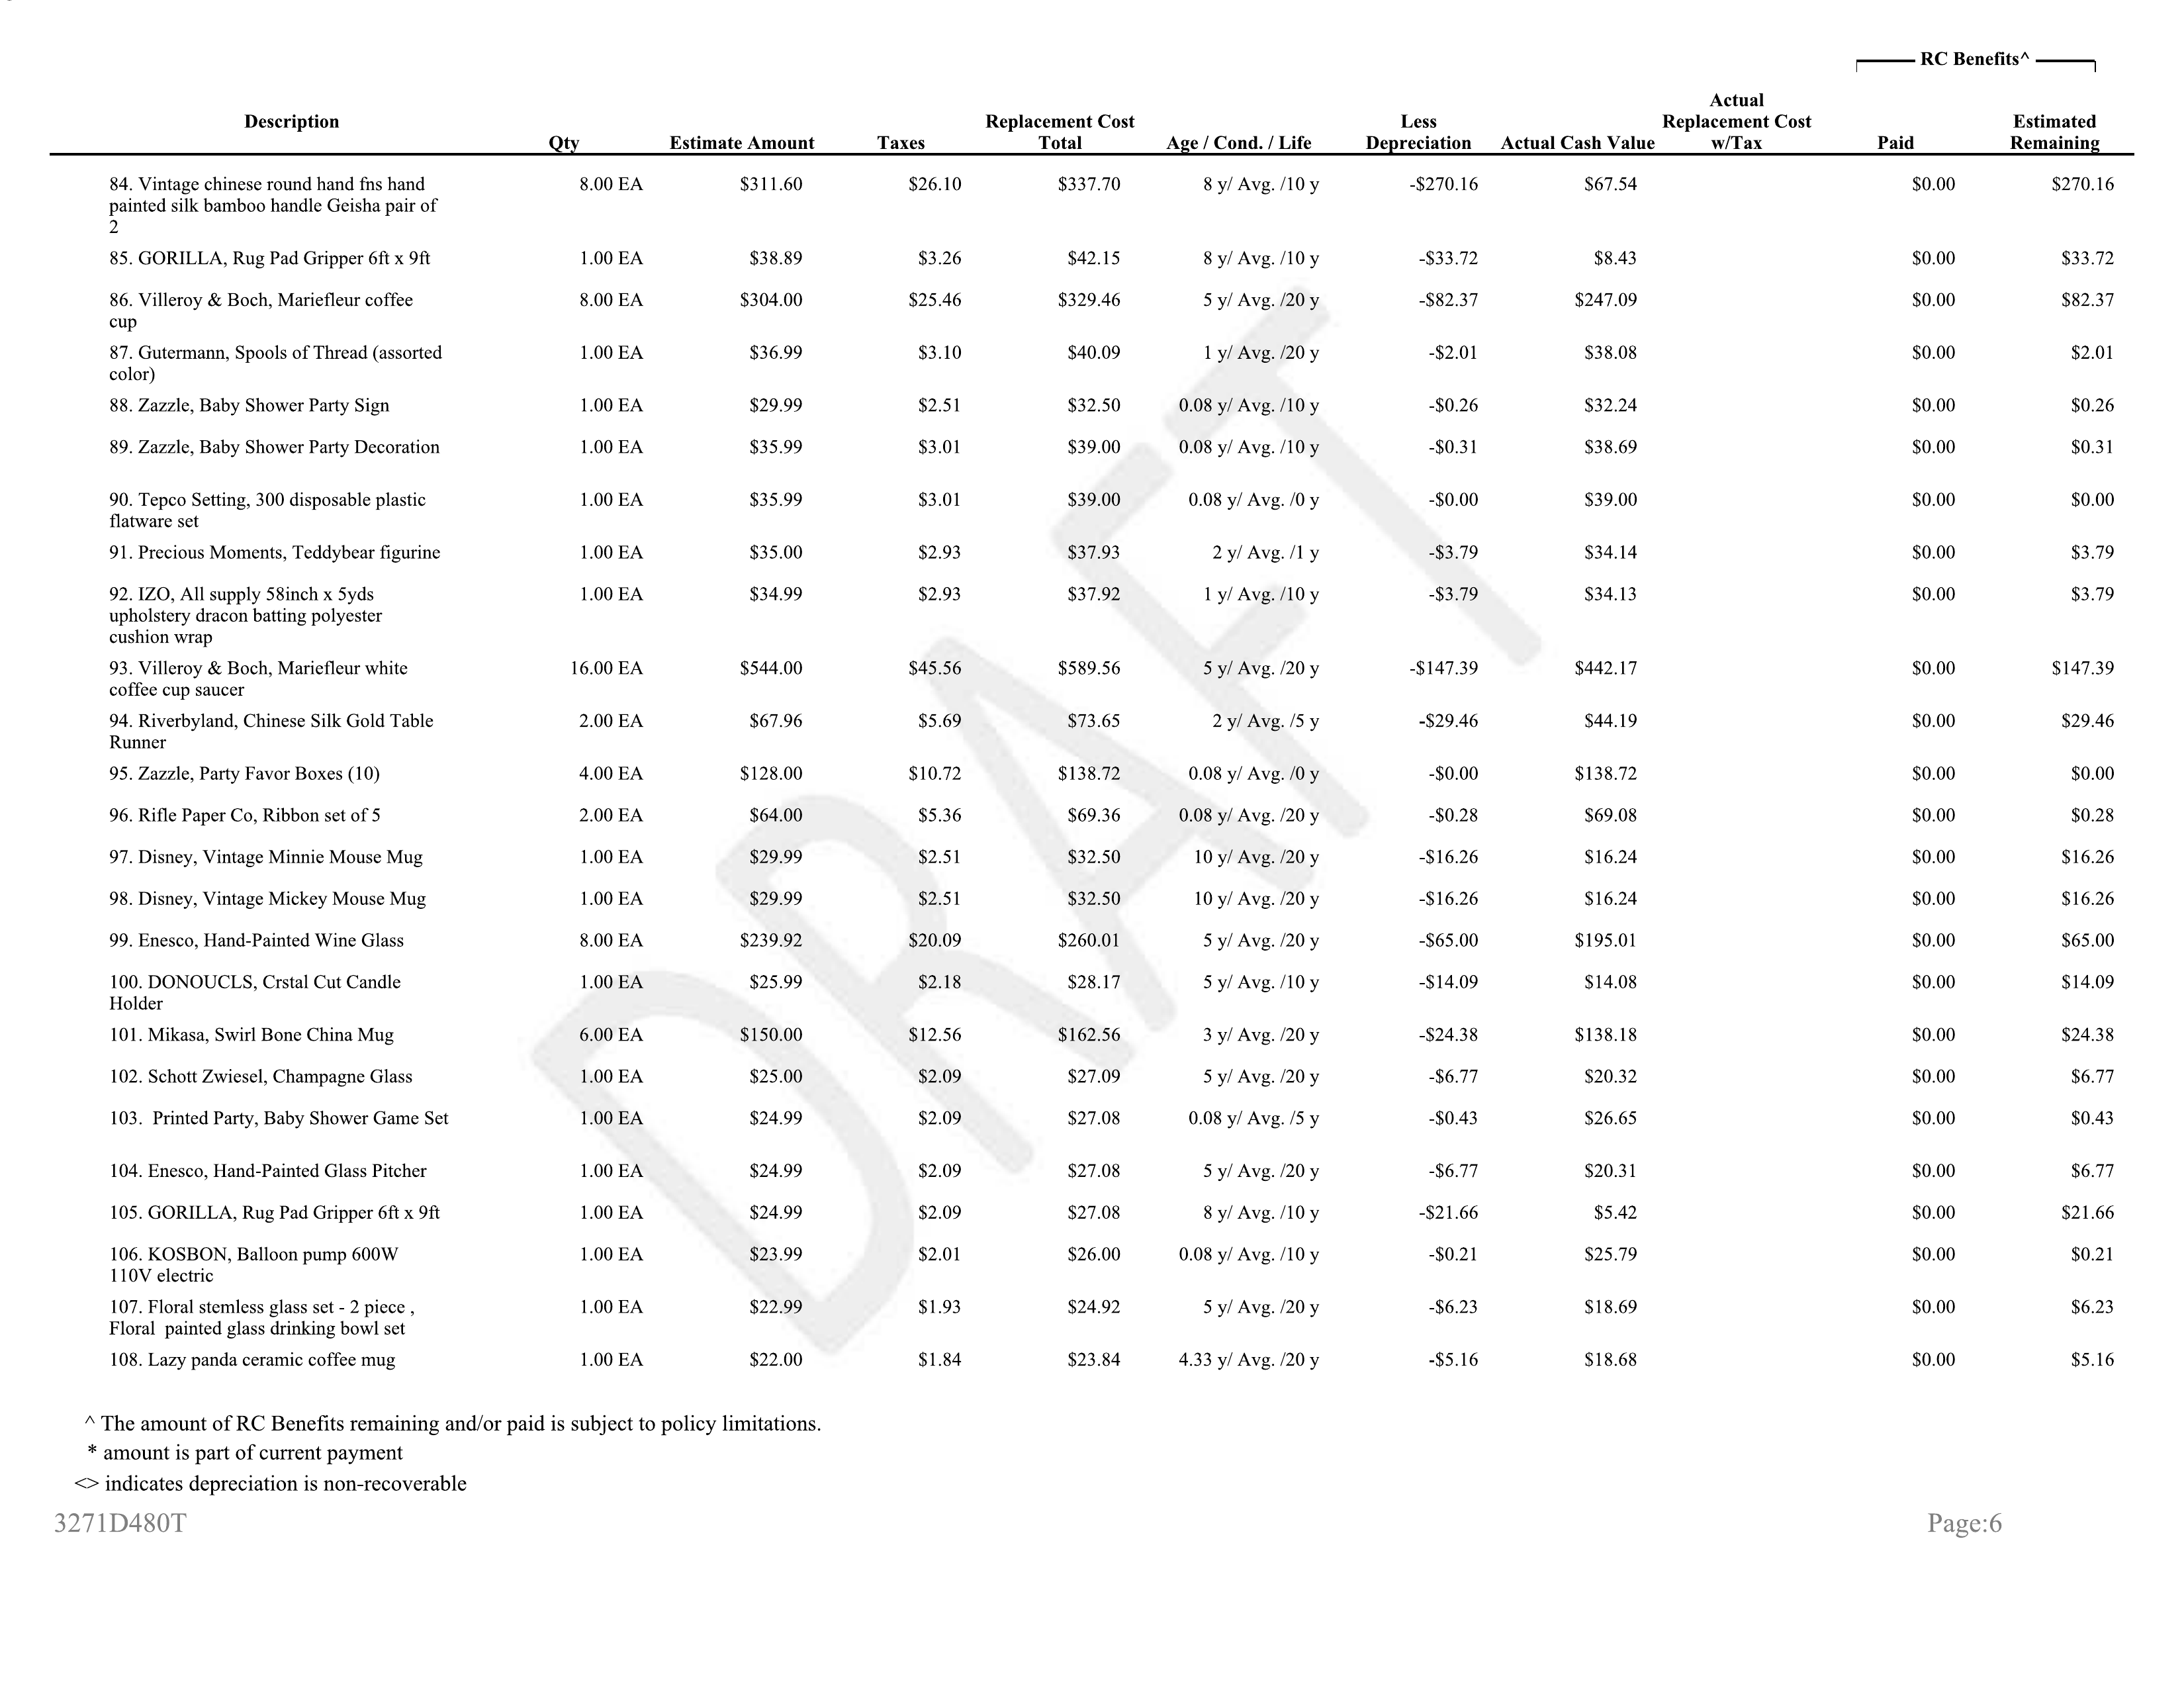 RC Benefits^
Description Qty Estimate Amount Taxes Replacement Cost Total Age / Cond. / Life Less Depreciation Actual Cash Value Actual Replacement Cost w/Tax Paid Estimated Remaining
84. Vintage chinese round hand fns hand 8.00 EA $311.60 $26.10 $337.70 8 y/ Avg. /10 y -$270.16 $67.54 $0.00 $270.16
painted silk bamboo handle Geisha pair of
2
85. GORILLA, Rug Pad Gripper 6ft x 9ft 1.00 EA $38.89 $3.26 $42.15 8 y/ Avg. /10 y -$33.72 $8.43 $0.00 $33.72
86. Villeroy & Boch, Mariefleur coffee 8.00 EA $304.00 $25.46 $329.46 5 y/ Avg. /20 y -$82.37 $247.09 $0.00 $82.37
cup
87. Gutermann, Spools of Thread (assorted 1.00 EA $36.99 $3.10 $40.09 1 y/ Avg. /20 y -$2.01 $38.08 $0.00 $2.01
color)
88. Zazzle, Baby Shower Party Sign 1.00 EA $29.99 $2.51 $32.50 0.08 y/ Avg. /10 y -$0.26 $32.24 $0.00 $0.26
89. Zazzle, Baby Shower Party Decoration 1.00 EA $35.99 $3.01 $39.00 0.08 y/ Avg. /10 y -$0.31 $38.69 $0.00 $0.31
90. Tepco Setting, 300 disposable plastic 1.00 EA $35.99 $3.01 $39.00 0.08 y/ Avg. /0 y -$0.00 $39.00 $0.00 $0.00
flatware set
91. Precious Moments, Teddybear figurine 1.00 EA $35.00 $2.93 $37.93 2 y/ Avg. /1 y -$3.79 $34.14 $0.00 $3.79
92. IZO, All supply 58inch x 5yds 1.00 EA $34.99 $2.93 $37.92 1 y/ Avg. /10 y -$3.79 $34.13 $0.00 $3.79
upholstery dracon batting polyester
cushion wrap
93. Villeroy & Boch, Mariefleur white 16.00 EA $544.00 $45.56 $589.56 5 y/ Avg. /20 y -$147.39 $442.17 $0.00 $147.39
coffee cup saucer
94. Riverbyland, Chinese Silk Gold Table 2.00 EA $67.96 $5.69 $73.65 2 y/ Avg. /5 y -$29.46 $44.19 $0.00 $29.46
Runner
95. Zazzle, Party Favor Boxes (10) 4.00 EA $128.00 $10.72 $138.72 0.08 y/ Avg. /0 y -$0.00 $138.72 $0.00 $0.00
96. Rifle Paper Co, Ribbon set of 5 2.00 EA $64.00 $5.36 $69.36 0.08 y/ Avg. /20 y -$0.28 $69.08 $0.00 $0.28
97. Disney, Vintage Minnie Mouse Mug 1.00 EA $29.99 $2.51 $32.50 10 y/ Avg. /20 y -$16.26 $16.24 $0.00 $16.26
98. Disney, Vintage Mickey Mouse Mug 1.00 EA $29.99 $2.51 $32.50 10 y/ Avg. /20 y -$16.26 $16.24 $0.00 $16.26
99. Enesco, Hand-Painted Wine Glass 8.00 EA $239.92 $20.09 $260.01 5 y/ Avg. /20 y -$65.00 $195.01 $0.00 $65.00
100. DONOUCLS, Crstal Cut Candle 1.00 EA $25.99 $2.18 $28.17 5 y/ Avg. /10 y -$14.09 $14.08 $0.00 $14.09
Holder
101. Mikasa, Swirl Bone China Mug 6.00 EA $150.00 $12.56 $162.56 3 y/ Avg. /20 y -$24.38 $138.18 $0.00 $24.38
102. Schott Zwiesel, Champagne Glass 1.00 EA $25.00 $2.09 $27.09 5 y/ Avg. /20 y -$6.77 $20.32 $0.00 $6.77
103. Printed Party, Baby Shower Game Set 1.00 EA $24.99 $2.09 $27.08 0.08 y/ Avg. /5 y -$0.43 $26.65 $0.00 $0.43
104. Enesco, Hand-Painted Glass Pitcher 1.00 EA $24.99 $2.09 $27.08 5 y/ Avg. /20 y -$6.77 $20.31 $0.00 $6.77
105. GORILLA, Rug Pad Gripper 6ft x 9ft 1.00 EA $24.99 $2.09 $27.08 8 y/ Avg. /10 y -$21.66 $5.42 $0.00 $21.66
106. KOSBON, Balloon pump 600W 1.00 EA $23.99 $2.01 $26.00 0.08 y/ Avg. /10 y -$0.21 $25.79 $0.00 $0.21
110V electric
107. Floral stemless glass set - 2 piece , 1.00 EA $22.99 $1.93 $24.92 5 y/ Avg. /20 y -$6.23 $18.69 $0.00 $6.23
Floral painted glass drinking bowl set
108. Lazy panda ceramic coffee mug 1.00 EA $22.00 $1.84 $23.84 4.33 y/ Avg. /20 y -$5.16 $18.68 $0.00 $5.16
DRAFT
^ The amount of RC Benefits remaining and/or paid is subject to policy limitations.
* amount is part of current payment
<> indicates depreciation is non-recoverable
3271D480T Page:6